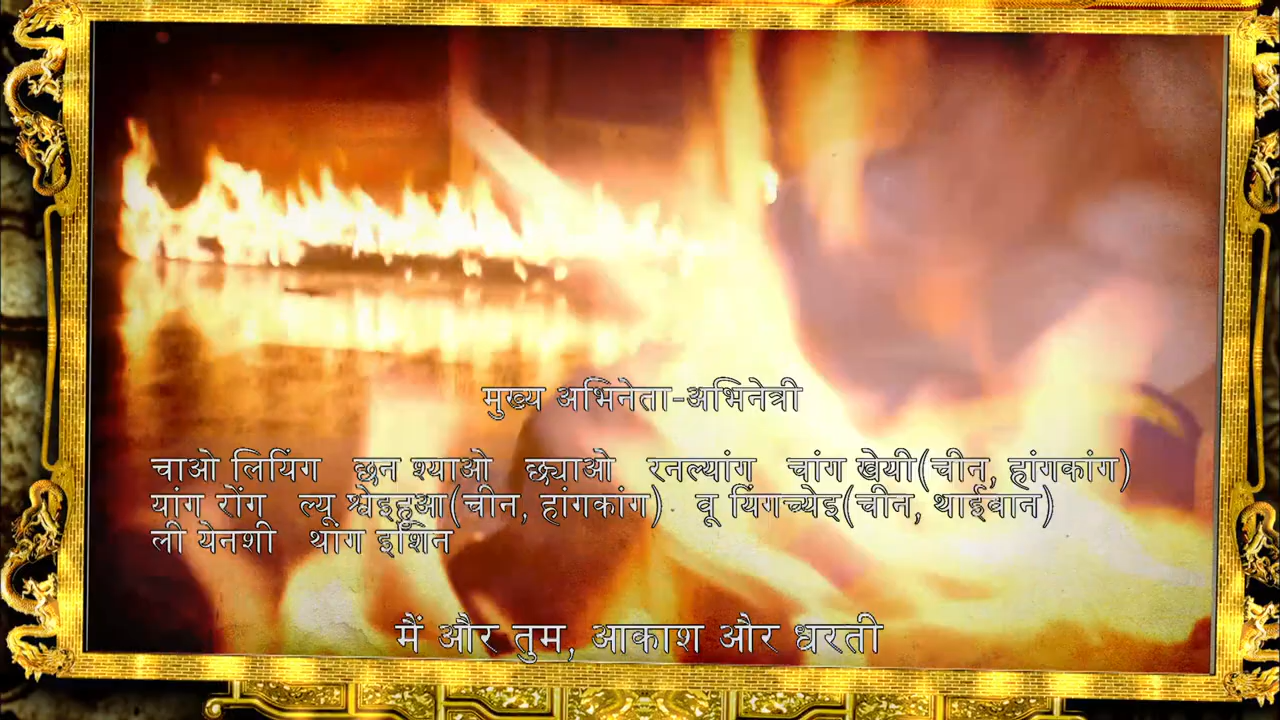 मुख्य अभिनेता-अभिनेत्री
चाओ लियिंग छन श्याओ छ्याओ रनल्यांग चांग खेयी(चीन, हांगकांग)
यांग रोंग ल्यू श्वेइहूआ(चीन, हांगकांग) वू यिंगच्येइ(चीन, थाईवान)
ली येनशी थांग इशिन
मैं और तुम, आकाश और धरती